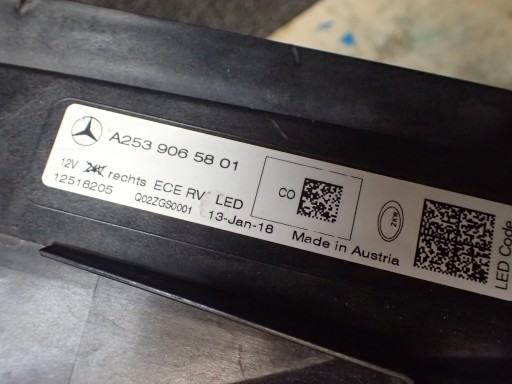 A253 906 58 01
12V 24V rechts ECE RV LED
12518205 Q02ZGS0001 13-Jan-18
CO
Made in Austria
ZKW
LED Code